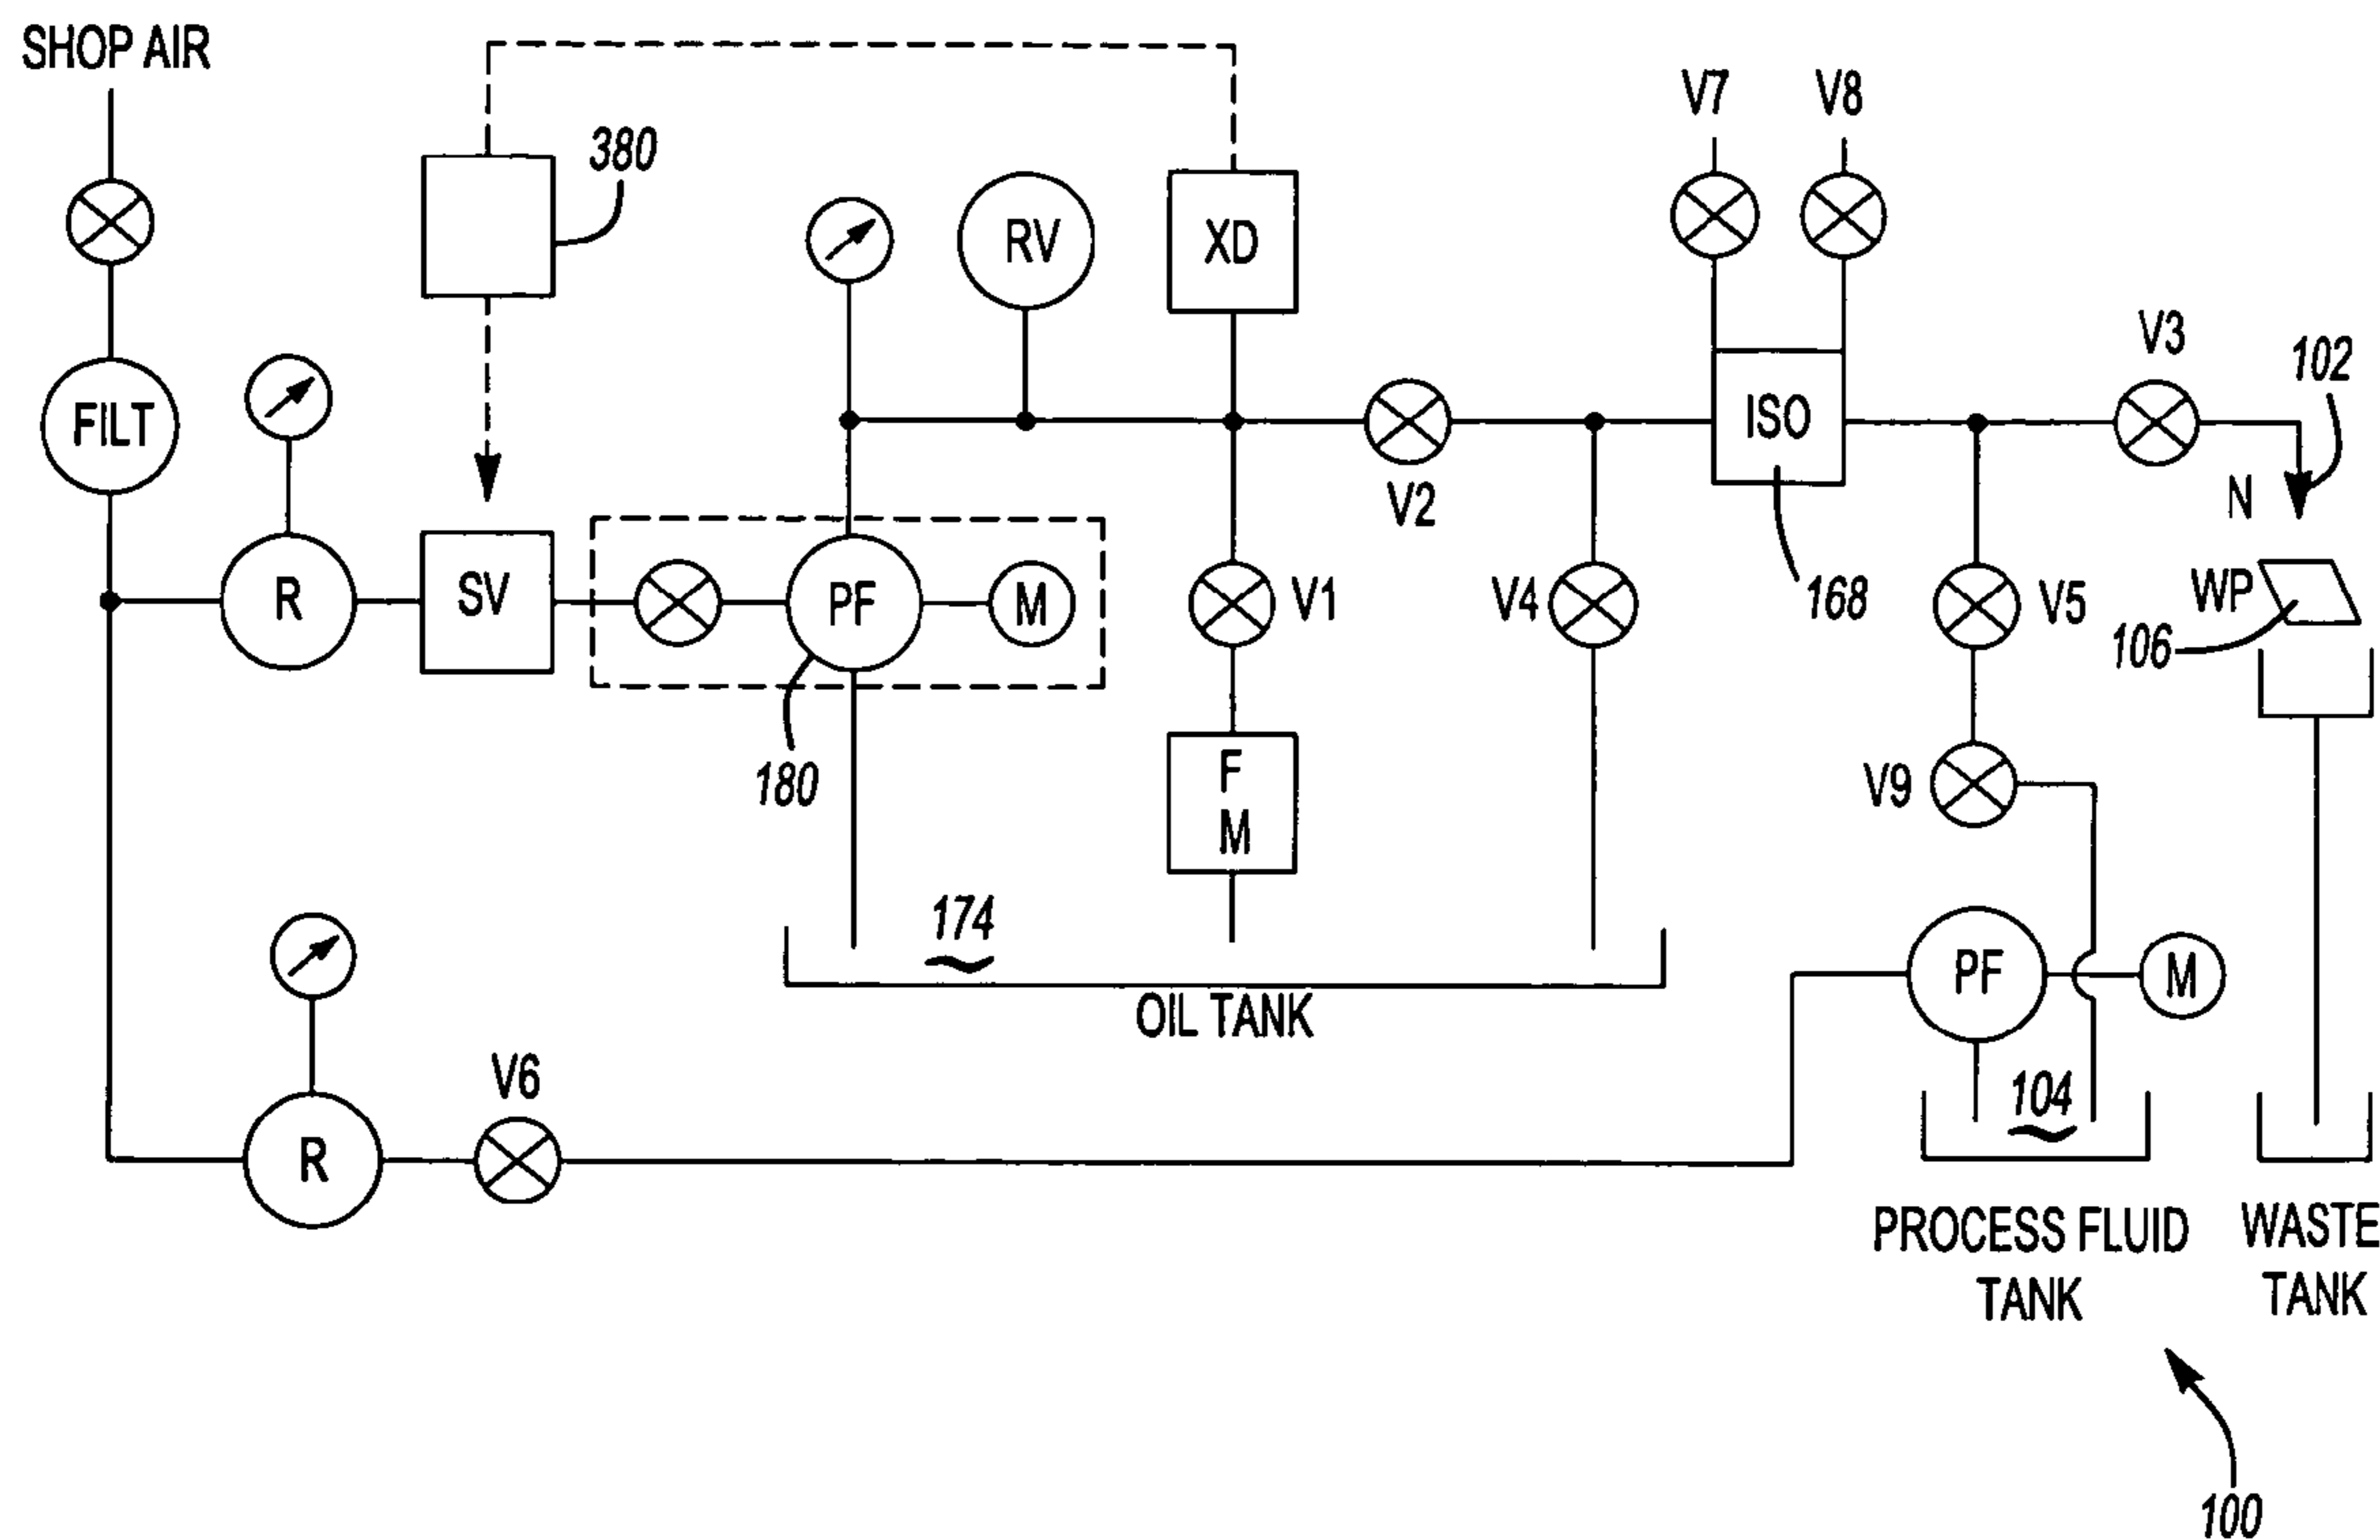 SHOP AIR
380
V7
V8
RV
XD
V3
102
FILT
ISO
V2
N
R
SV
PF
M
V1
V4
168
V5
WP
106
180
F
M
V9
174
OIL TANK
PF
M
V6
104
R
PROCESS FLUID
TANK
WASTE
TANK
100